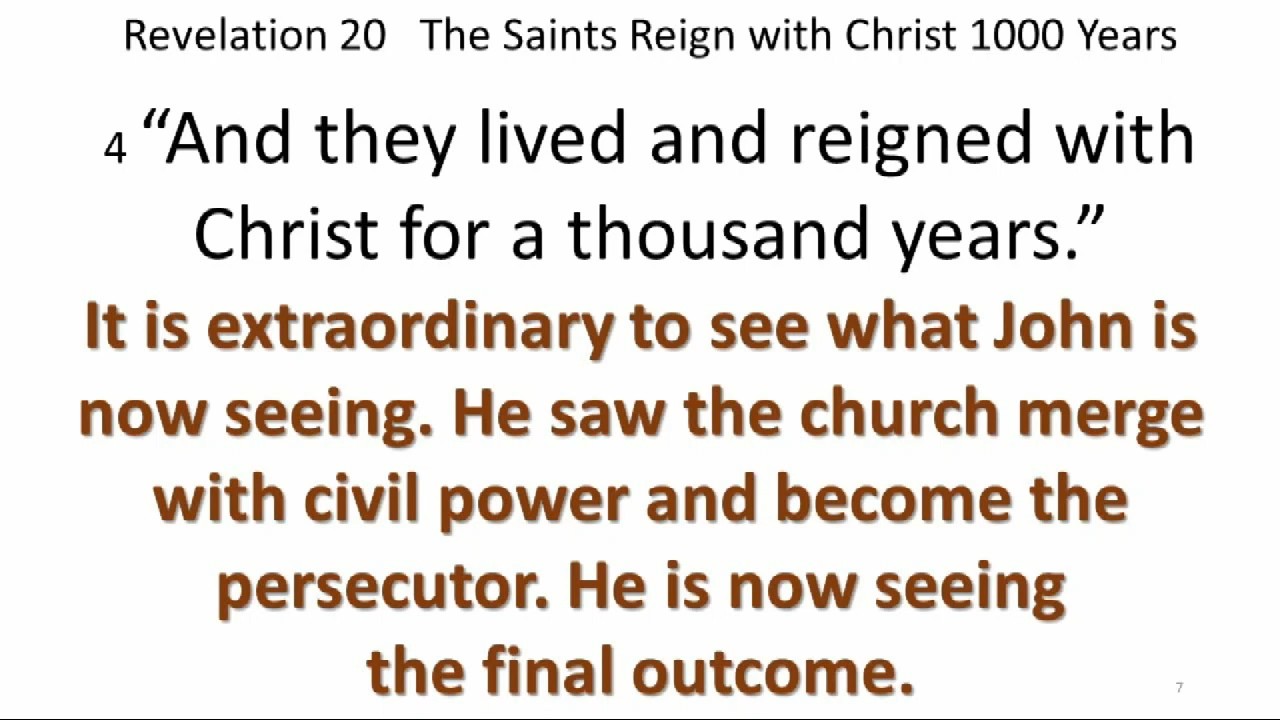 Revelation 20   The Saints Reign with Christ 1000 Years
4 “And they lived and reigned with
Christ for a thousand years.”
It is extraordinary to see what John is
now seeing. He saw the church merge
with civil power and become the
persecutor. He is now seeing
the final outcome.
7